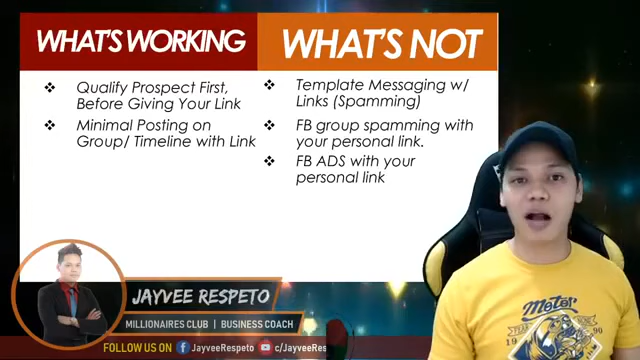 WHAT'S WORKING
WHAT'S NOT
❖ Qualify Prospect First,
Before Giving Your Link
❖ Minimal Posting on
Group/ Timeline with Link
❖ Template Messaging w/
Links (Spamming)
❖ FB group spamming with
your personal link.
❖ FB ADS with your
personal link
JAYVEE RESPETO
MILLIONAIRES CLUB | BUSINESS COACH
FOLLOW US ON JayveeRespeto c/JayveeRes
Moter